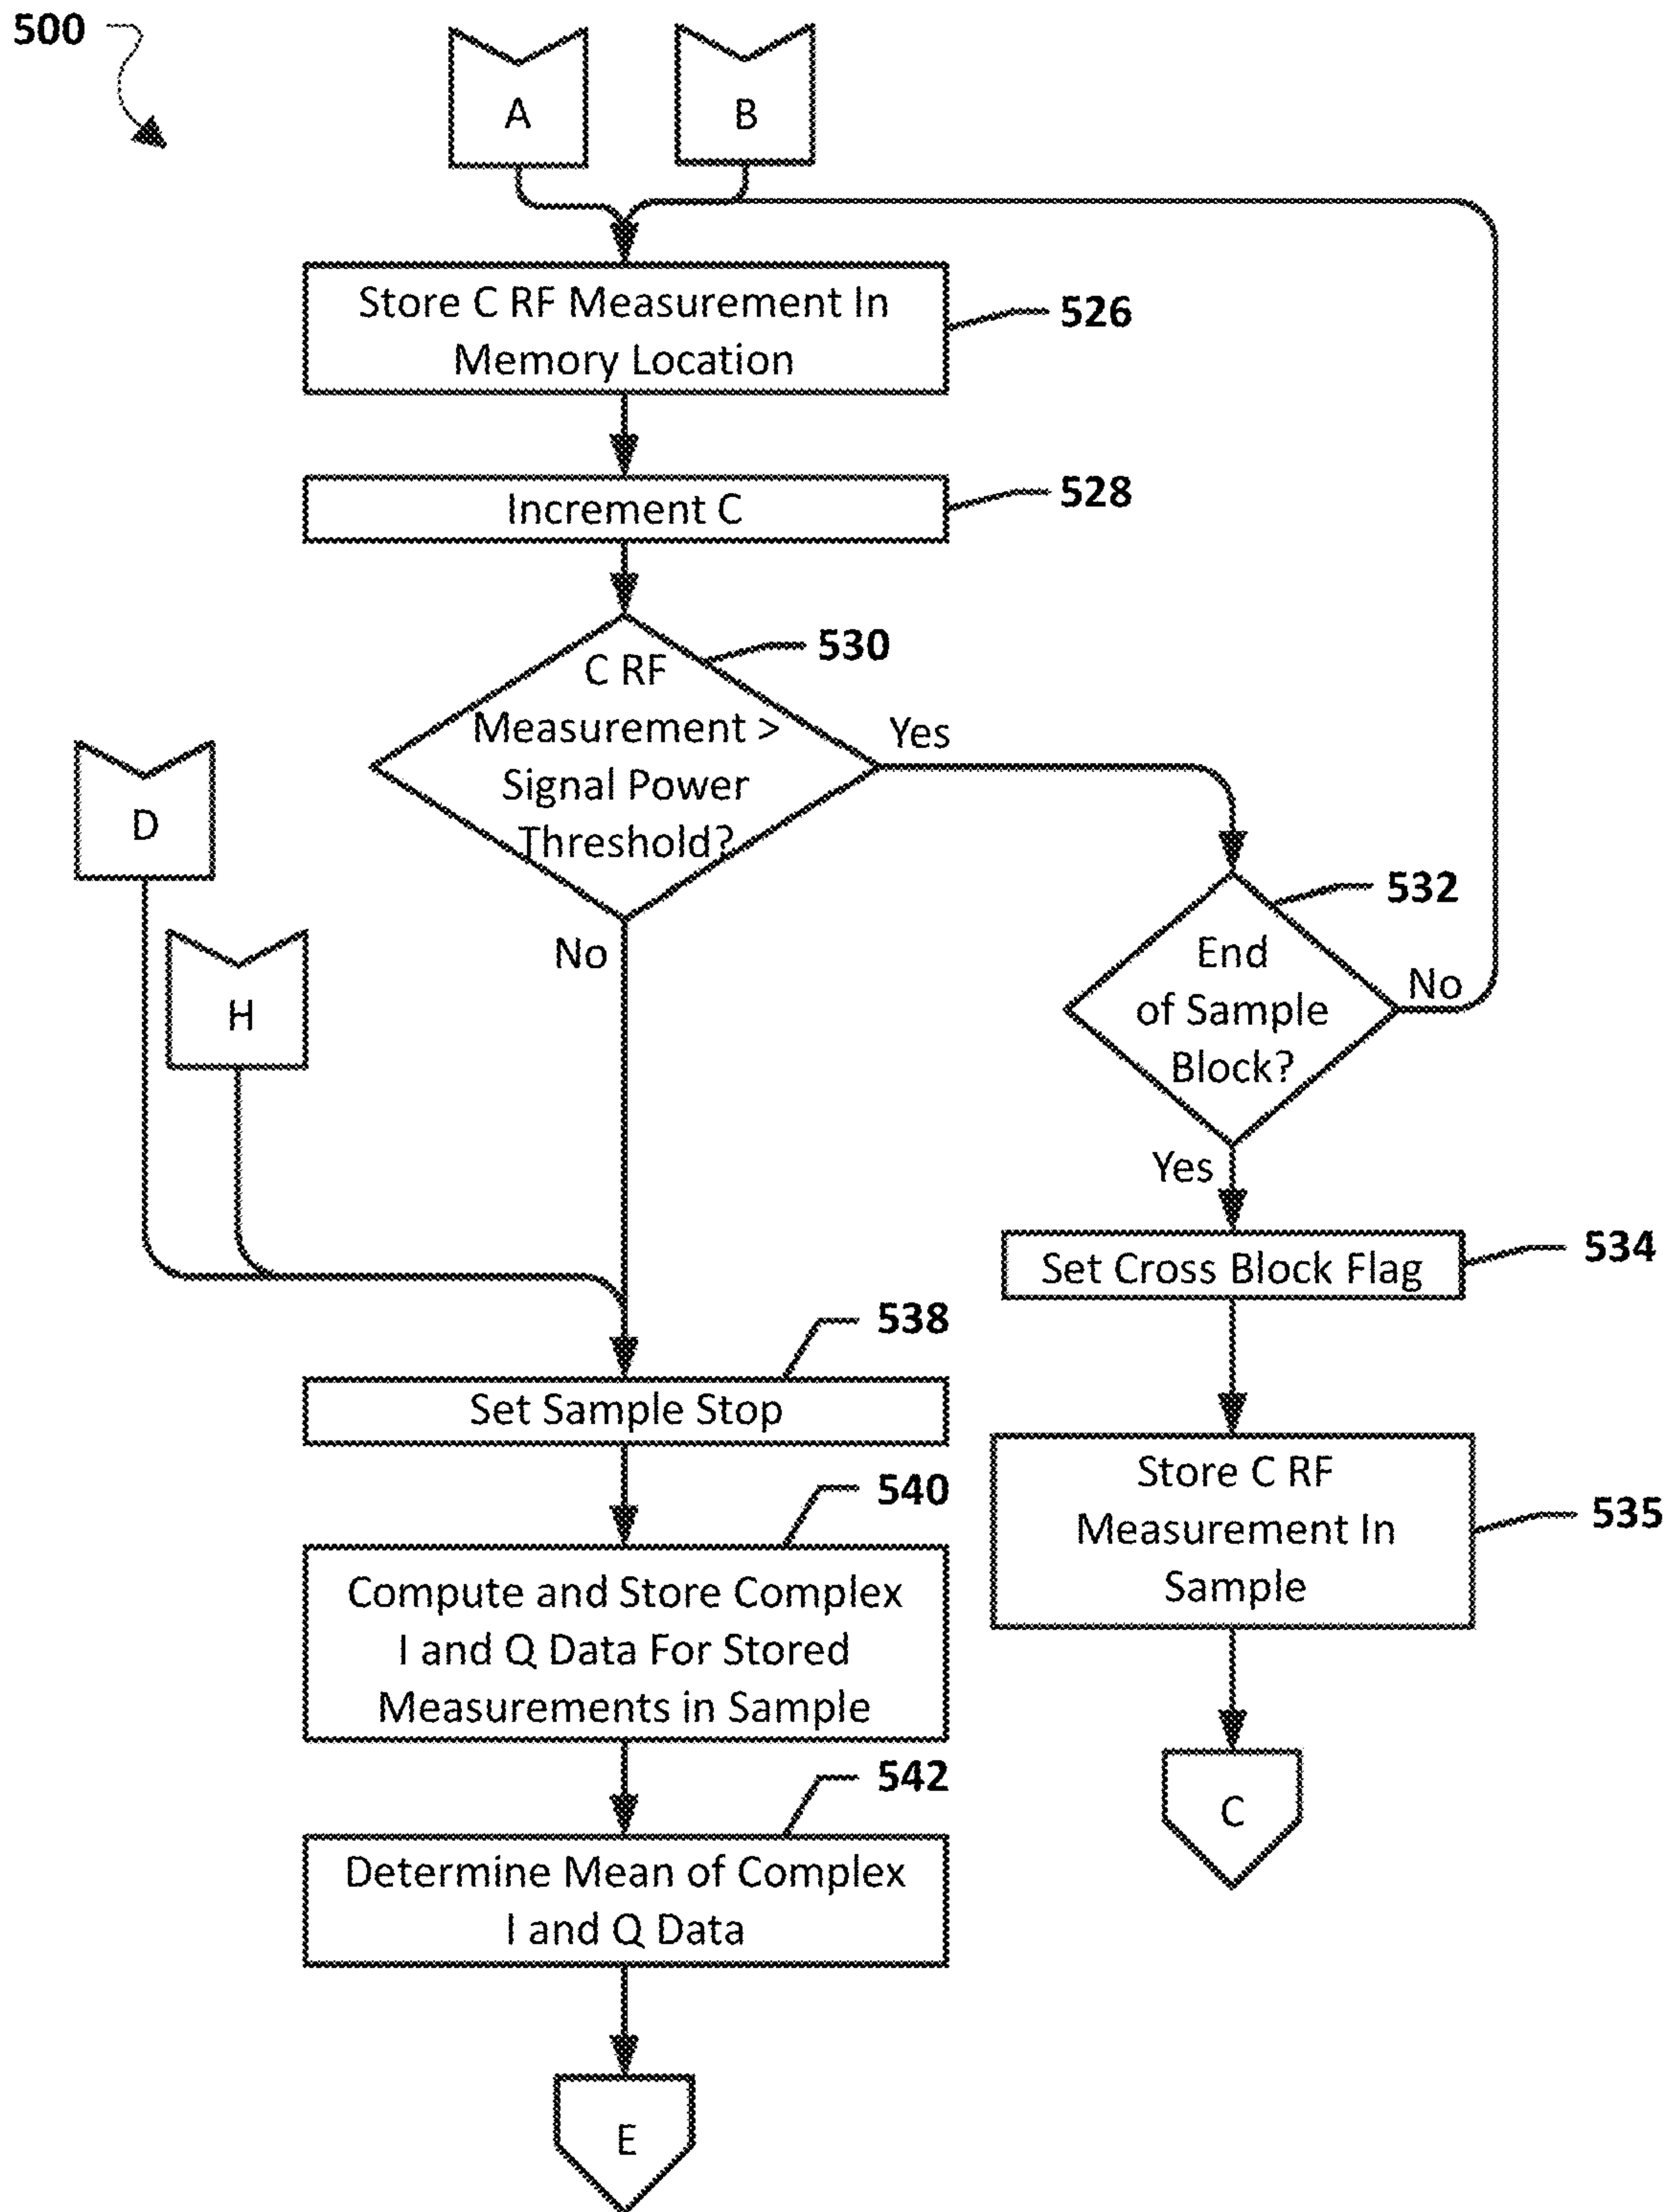 500
A
B
Store C RF Measurement In
Memory Location
526
Increment C
528
530
C RF
Measurement >
Signal Power
Threshold?
Yes
No
D
H
532
End
of Sample
Block?
No
Yes
Set Cross Block Flag
534
538
Set Sample Stop
Store C RF
Measurement In
Sample
535
540
Compute and Store Complex
I and Q Data For Stored
Measurements in Sample
542
Determine Mean of Complex
I and Q Data
C
E